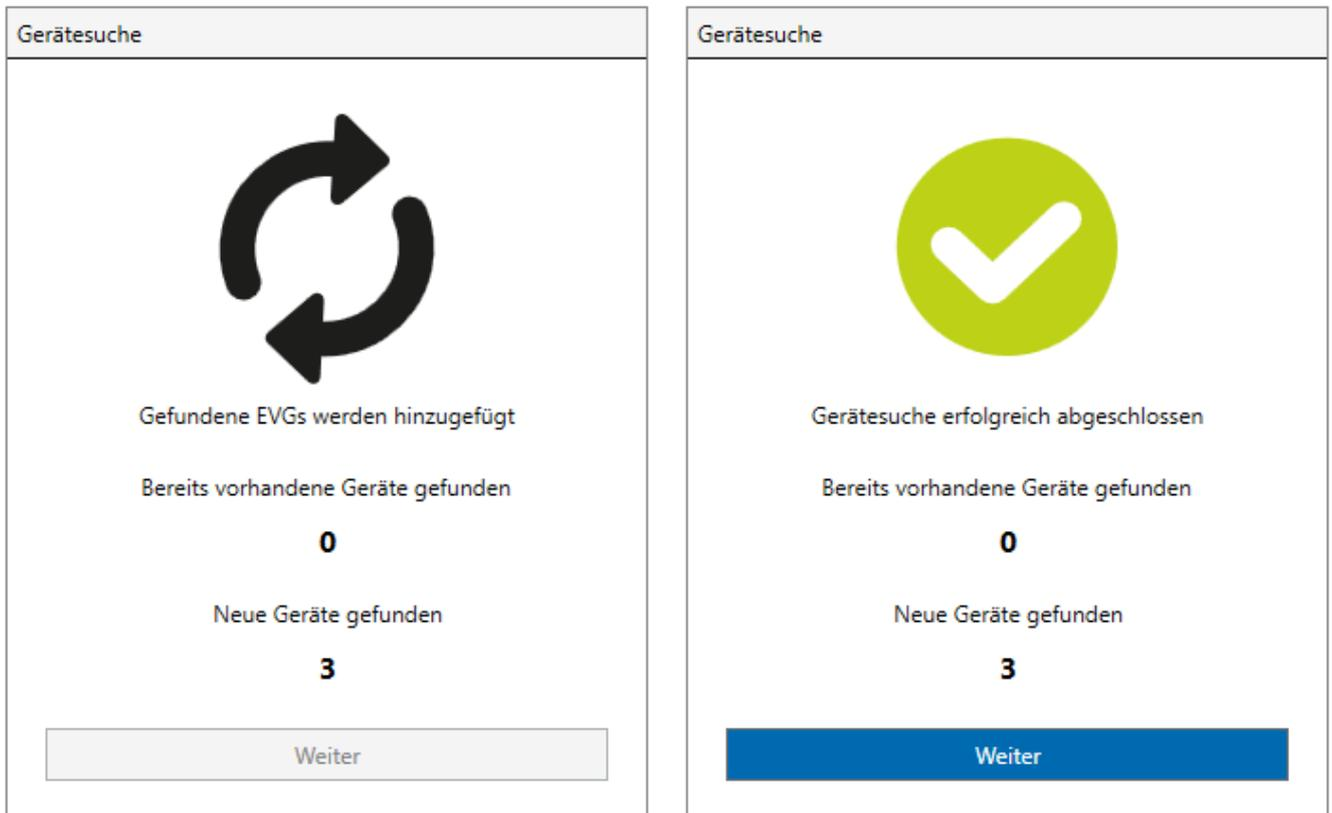 Gerätesuche
Gefundene EVGs werden hinzugefügt
Bereits vorhandene Geräte gefunden
0
Neue Geräte gefunden
3
Weiter
Gerätesuche
Gerätesuche erfolgreich abgeschlossen
Bereits vorhandene Geräte gefunden
0
Neue Geräte gefunden
3
Weiter